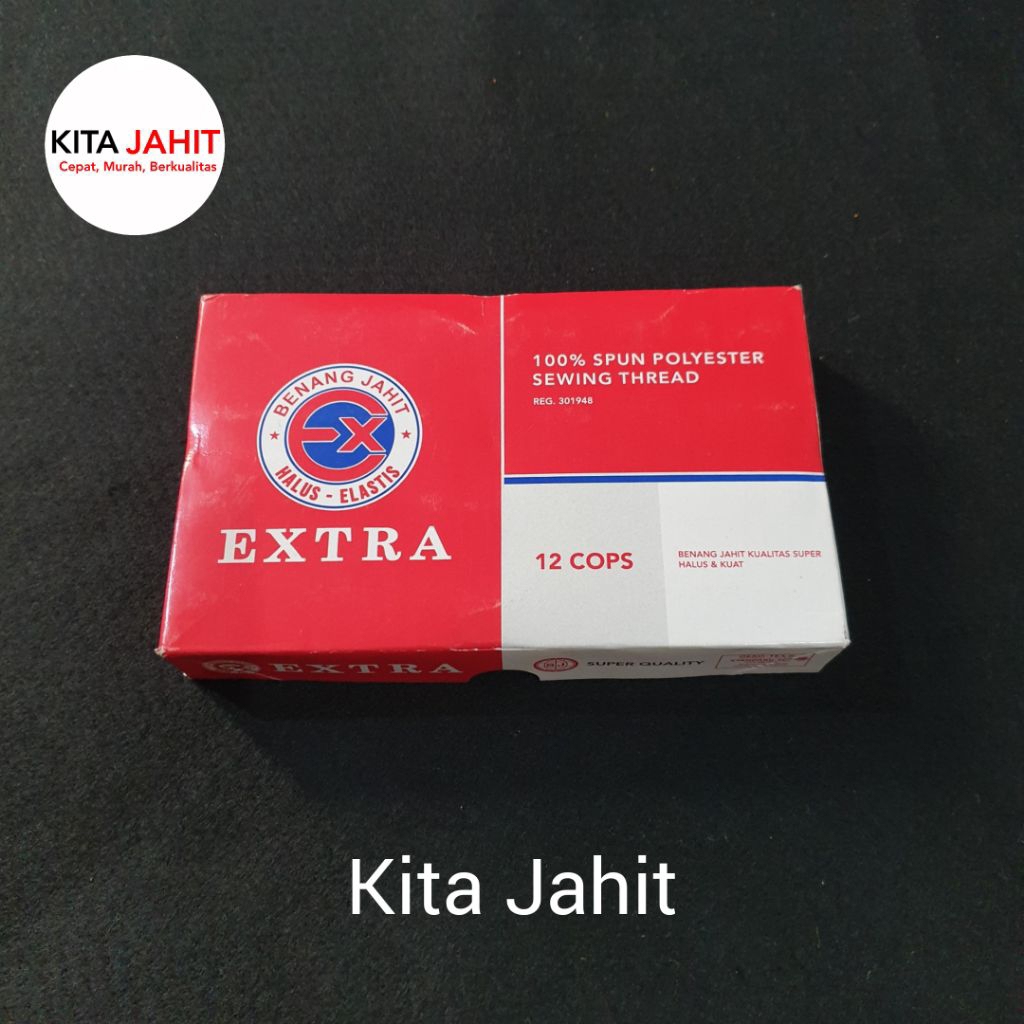 KITA JAHIT
Cepat, Murah, Berkualitas
BENANG JAHIT
EX
HALUS - ELASTIS
EXTRA
100% SPUN POLYESTER
SEWING THREAD
REG. 301948
12 COPS
BENANG JAHIT KUALITAS SUPER
HALUS & KUAT
EXTRA
SUPER QUALITY
Kita Jahit